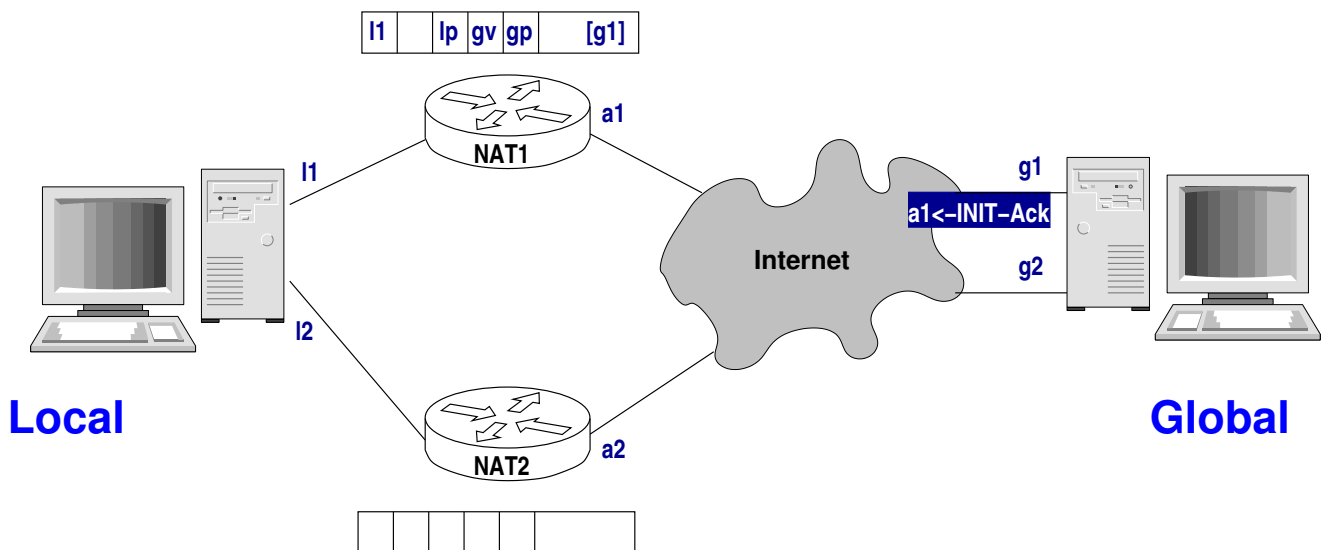 l1 lp gv gp [g1]
a1
NAT1
l1
g1
a1<-INIT-Ack
Internet
g2
l2
Local
Global
a2
NAT2